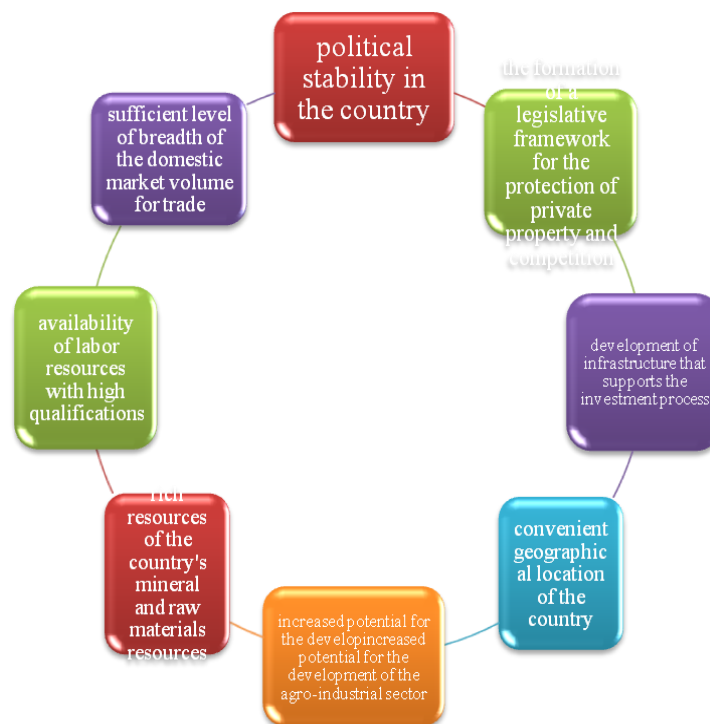 political
stability in
the country
the formation
of a
legislative
framework
for the
protection of
private
property and
competition
development of
infrastructure that
supports the
investment process
convenient
geographic
al location
of the
country
increased potential for
the developincreased
potential for the
development of the
agro-industrial sector
rich
resources
of the
country's
mineral
and raw
materials
resources
availability
of labor
resources
with high
qualifications
sufficient level
of breadth of
the domestic
market volume
for trade